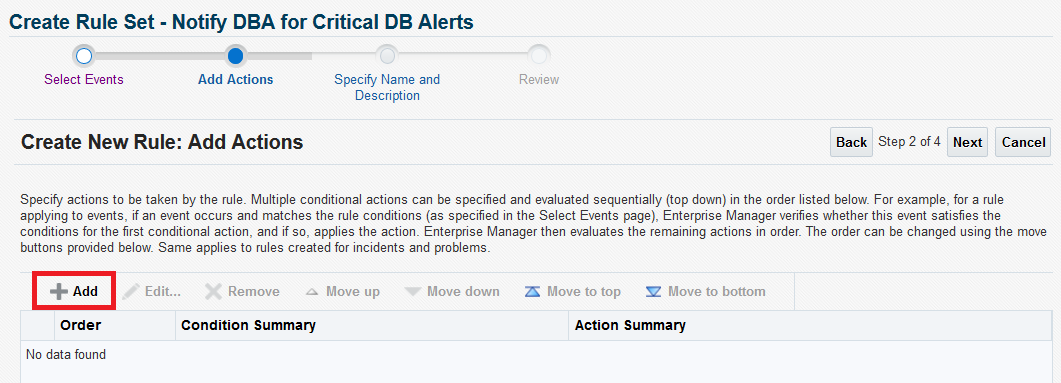 Create Rule Set - Notify DBA for Critical DB Alerts
Select Events
Add Actions
Specify Name and
Description
Review
Create New Rule: Add Actions
Back Step 2 of 4 Next Cancel
Specify actions to be taken by the rule. Multiple conditional actions can be specified and evaluated sequentially (top down) in the order listed below. For example, for a rule
applying to events, if an event occurs and matches the rule conditions (as specified in the Select Events page), Enterprise Manager verifies whether this event satisfies the
conditions for the first conditional action, and if so, applies the action. Enterprise Manager then evaluates the remaining actions in order. The order can be changed using the move
buttons provided below. Same applies to rules created for incidents and problems.
Add Edit... Remove Move up Move down Move to top Move to bottom
Order Condition Summary Action Summary
No data found